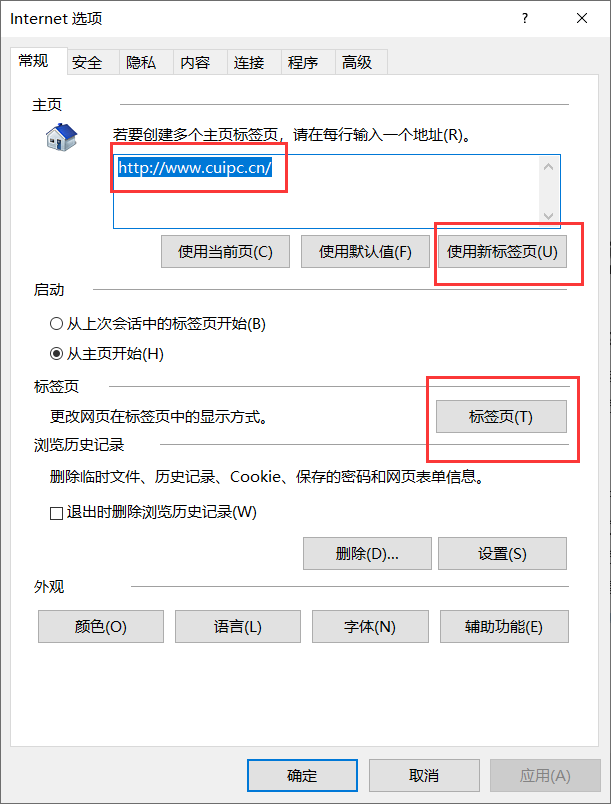 Internet 选项
?
常规 安全 隐私 内容 连接 程序 高级
主页
若要创建多个主页标签页，请在每行输入一个地址(R)。
http://www.cuipc.cn/
使用当前页(C) 使用默认值(F) 使用新标签页(U)
启动
从上次会话中的标签页开始(B)
从主页开始(H)
标签页
更改网页在标签页中的显示方式。 标签页(T)
浏览历史记录
删除临时文件、历史记录、Cookie、保存的密码和网页表单信息。
退出时删除浏览历史记录(W)
删除(D)... 设置(S)
外观
颜色(O) 语言(L) 字体(N) 辅助功能(E)
确定 取消 应用(A)